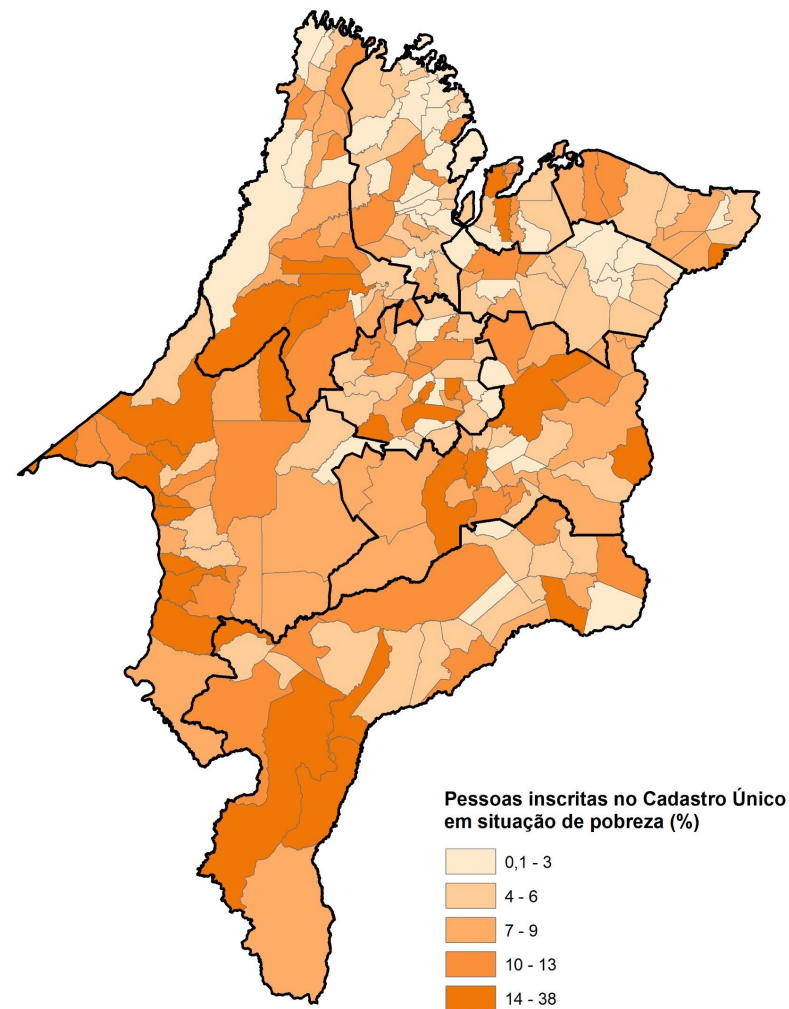 Pessoas inscritas no Cadastro Único
em situação de pobreza (%)
0,1 - 3
4 - 6
7 - 9
10 - 13
14 - 38